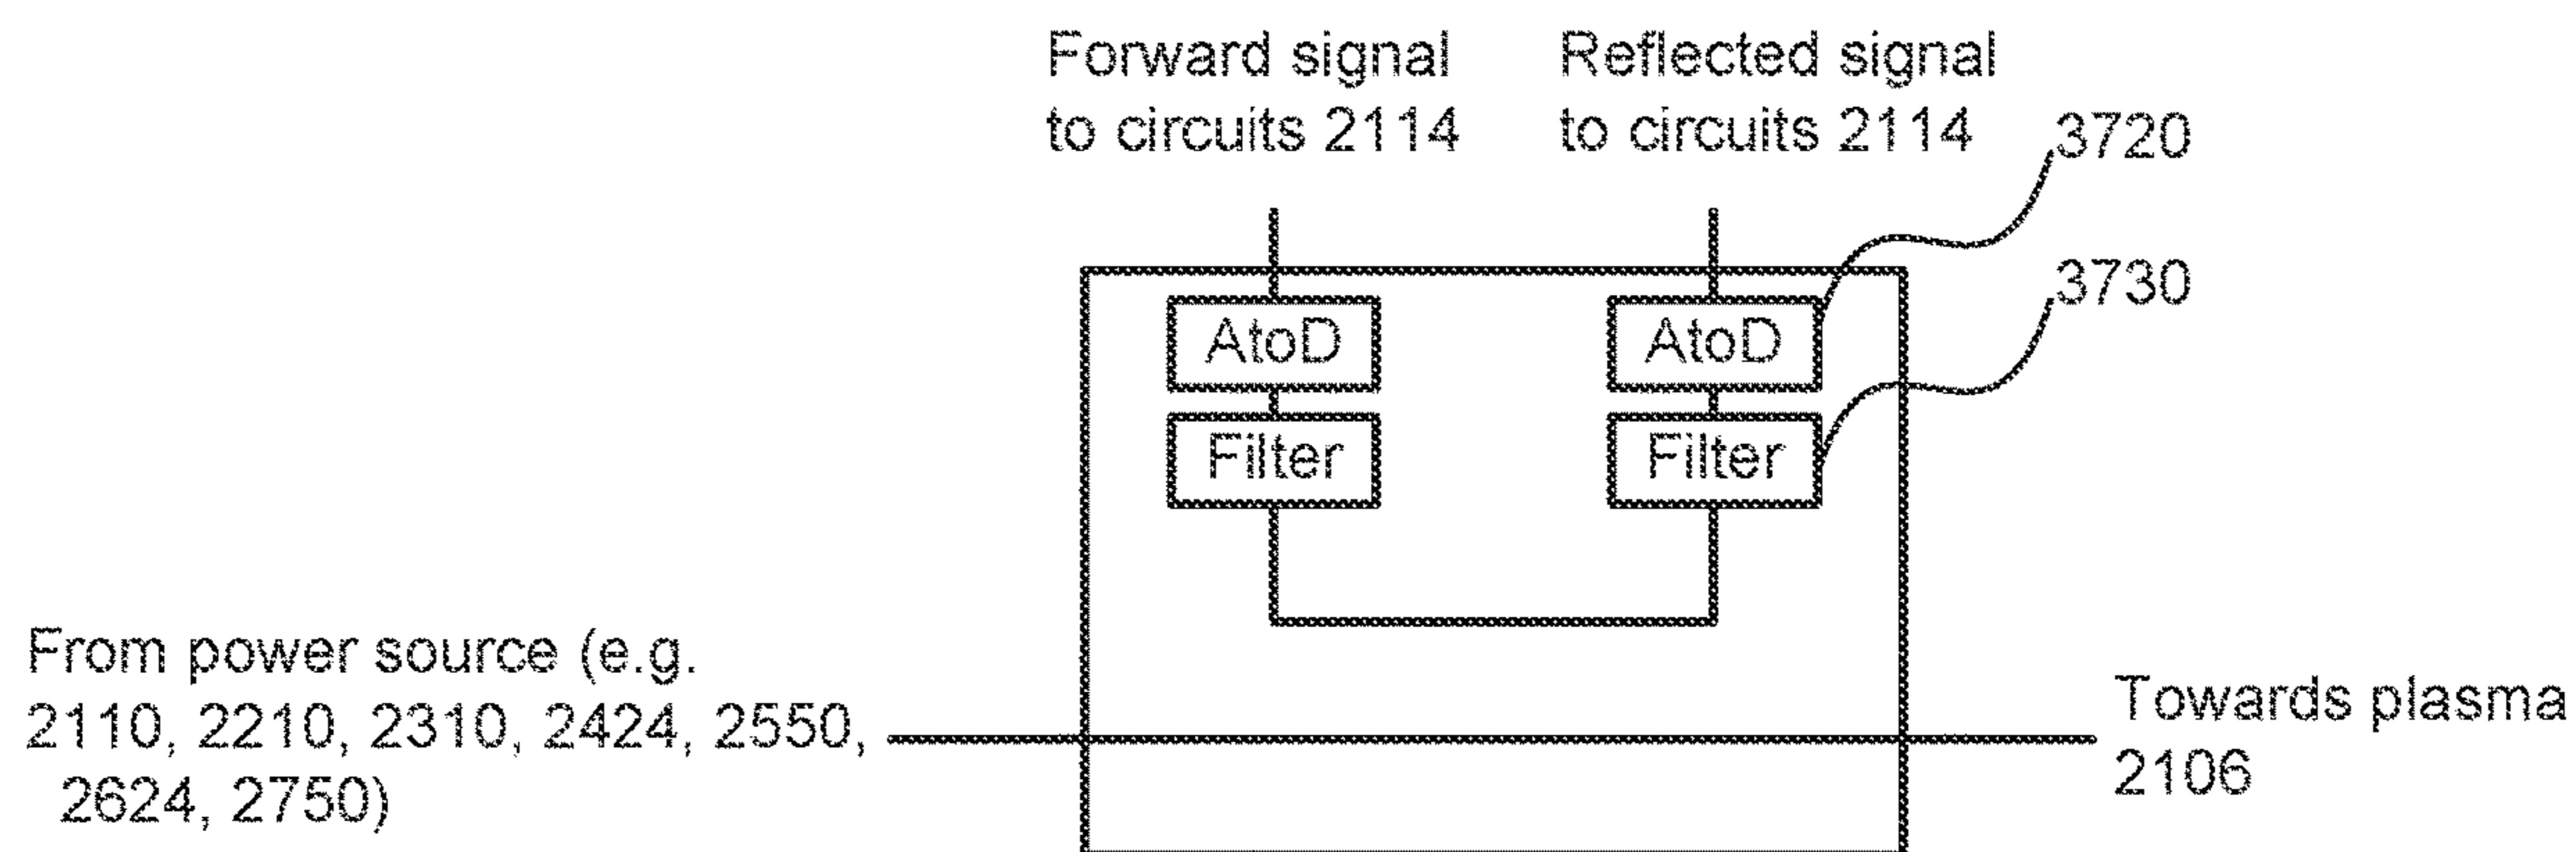 Forward signal
to circuits 2114
Reflected signal
to circuits 2114
3720
3730
AtoD
AtoD
Filter
Filter
From power source (e.g.
2110, 2210, 2310, 2424, 2550,
2624, 2750)
Towards plasma
2106